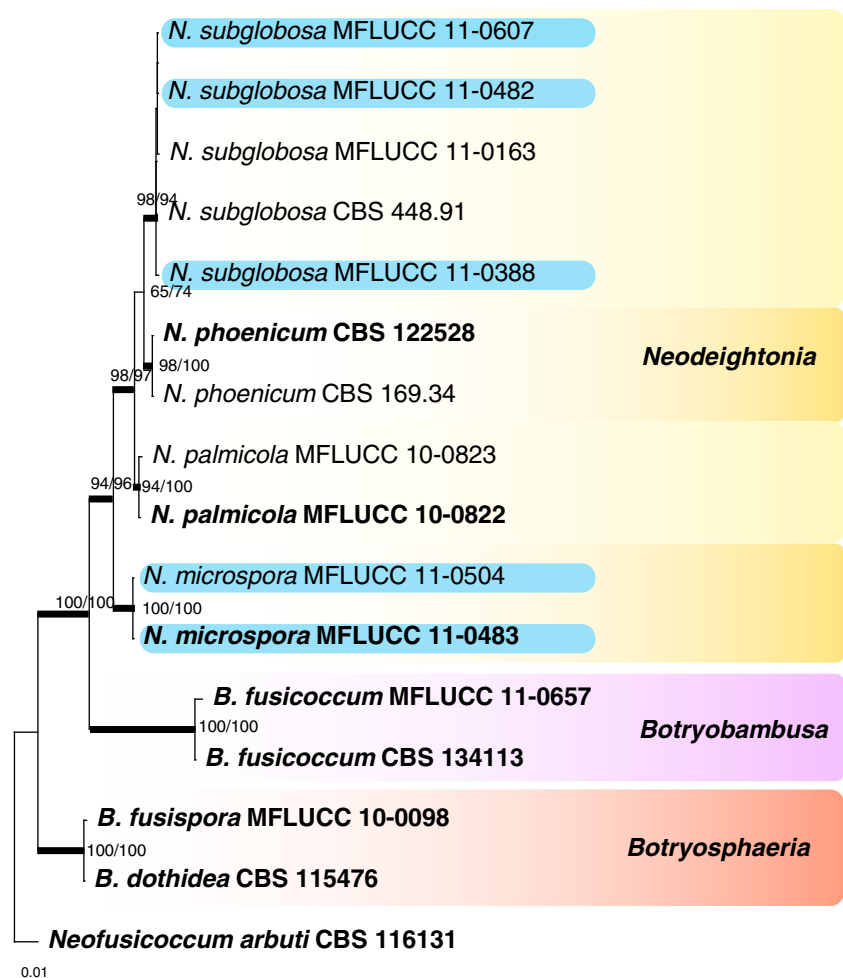 N. subglobosa MFLUCC 11-0607
N. subglobosa MFLUCC 11-0482
N. subglobosa MFLUCC 11-0163
98/94
N. subglobosa CBS 448.91
N. subglobosa MFLUCC 11-0388
65/74
N. phoenicum CBS 122528
Neodeightonia
98/100
98/97
N. phoenicum CBS 169.34
N. palmicola MFLUCC 10-0823
94/96
94/100
N. palmicola MFLUCC 10-0822
N. microspora MFLUCC 11-0504
100/100
100/100
N. microspora MFLUCC 11-0483
B. fusicoccum MFLUCC 11-0657
100/100
Botryobambusa
B. fusicoccum CBS 134113
B. fusispora MFLUCC 10-0098
100/100
Botryosphaeria
B. dothidea CBS 115476
Neofusicoccum arbuti CBS 116131
0.01